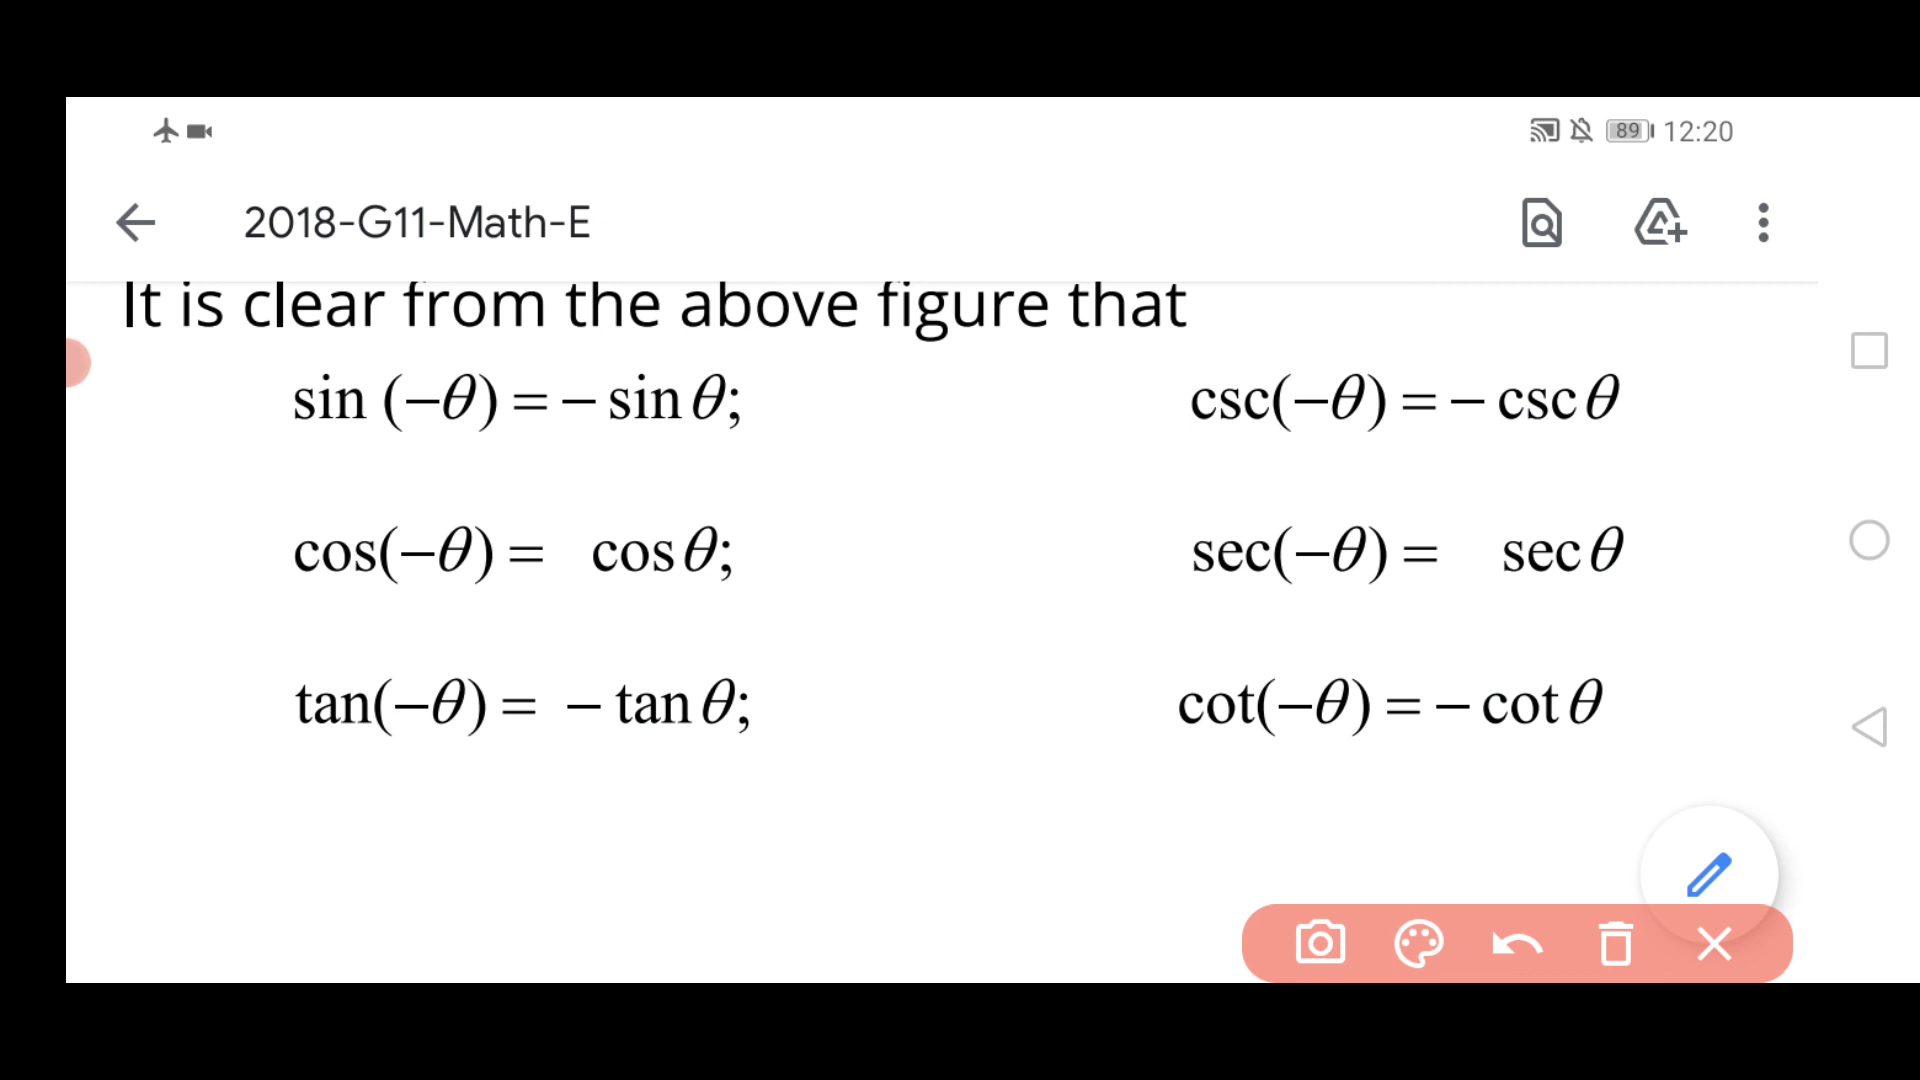 89 12:20
2018-G11-Math-E
It is clear from the above figure that
sin (−θ) = − sin θ; csc(−θ) = − csc θ
cos(−θ) = cos θ; sec(−θ) = sec θ
tan(−θ) = − tan θ; cot(−θ) = − cot θ